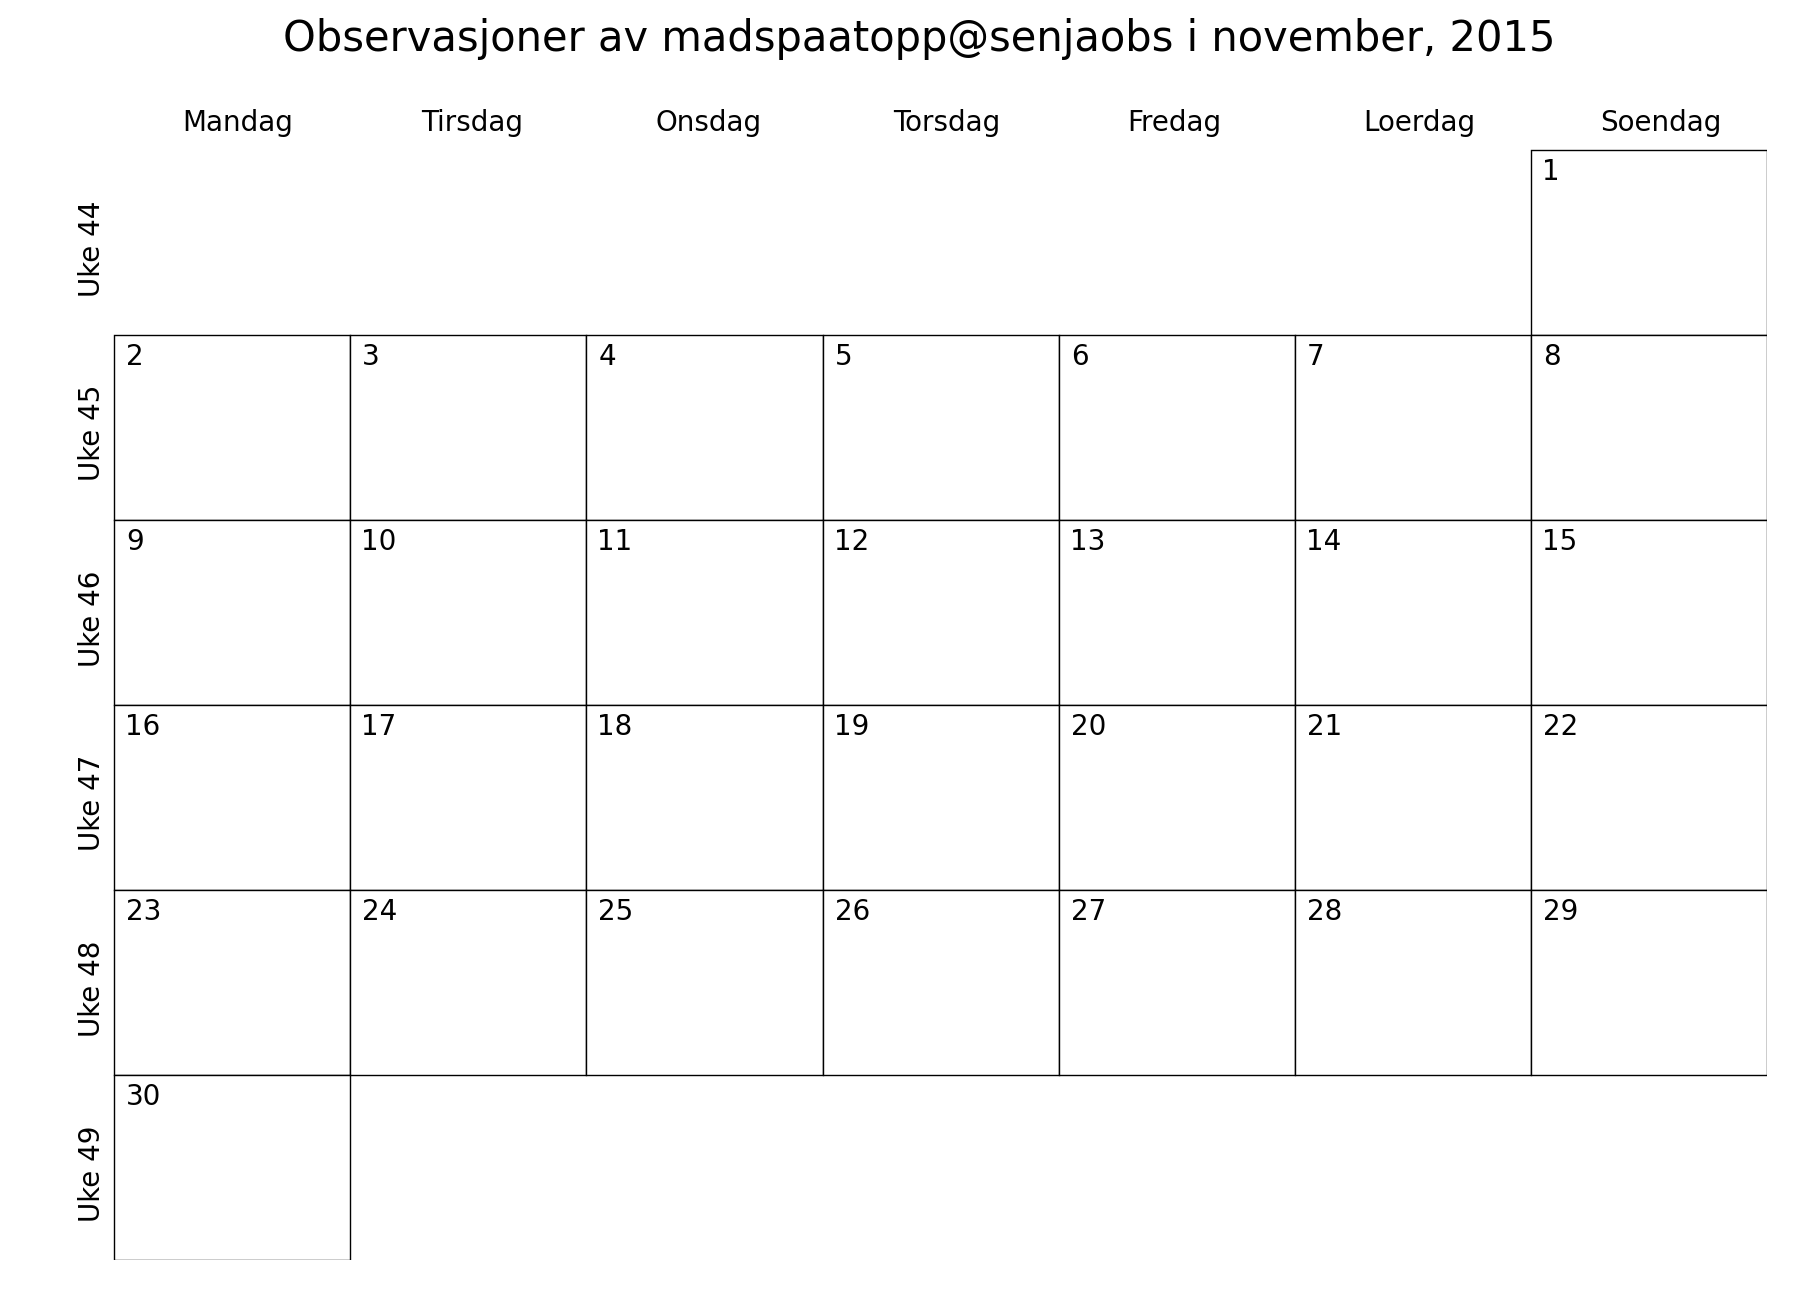 Observasjoner av madspaatopp@senjaobs i november, 2015
Mandag Tirsdag Onsdag Torsdag Fredag Loerdag Soendag
Uke 44
1
Uke 45
2 3 4 5 6 7 8
Uke 46
9 10 11 12 13 14 15
Uke 47
16 17 18 19 20 21 22
Uke 48
23 24 25 26 27 28 29
Uke 49
30